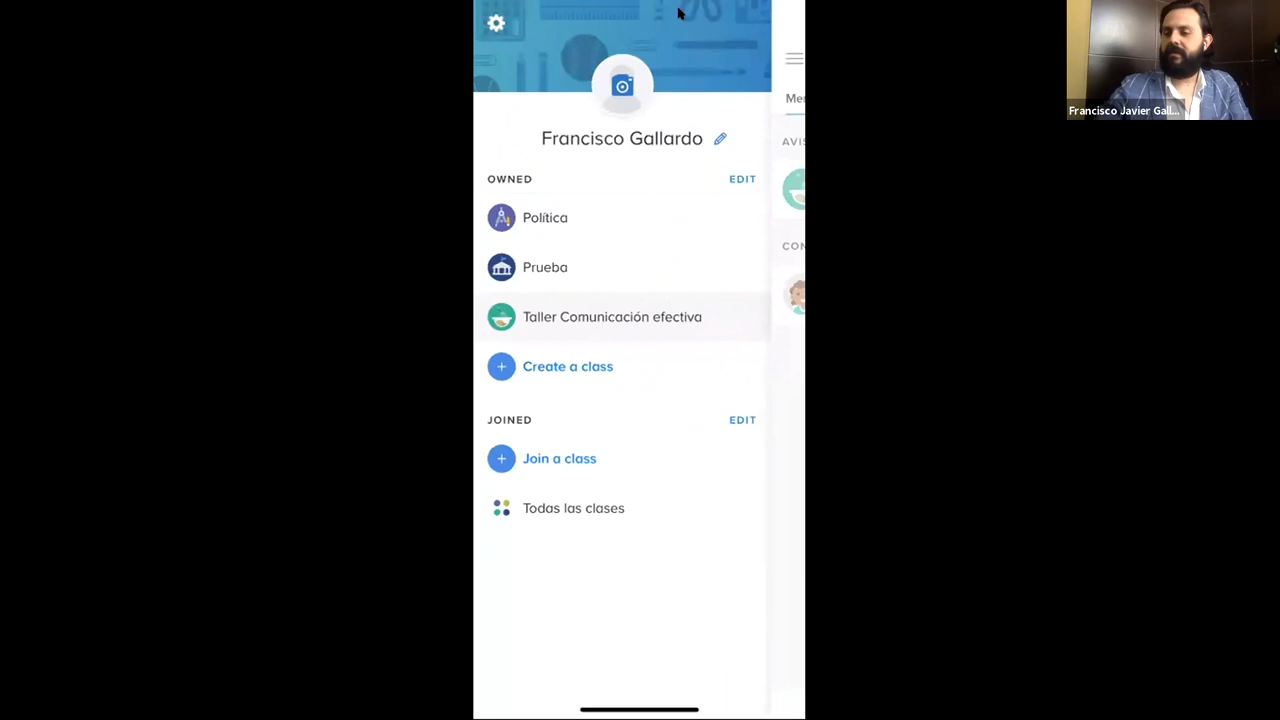 Francisco Gallardo
OWNED EDIT
Política
Prueba
Taller Comunicación efectiva
Create a class
JOINED EDIT
Join a class
Todas las clases
Francisco Javier Gall...